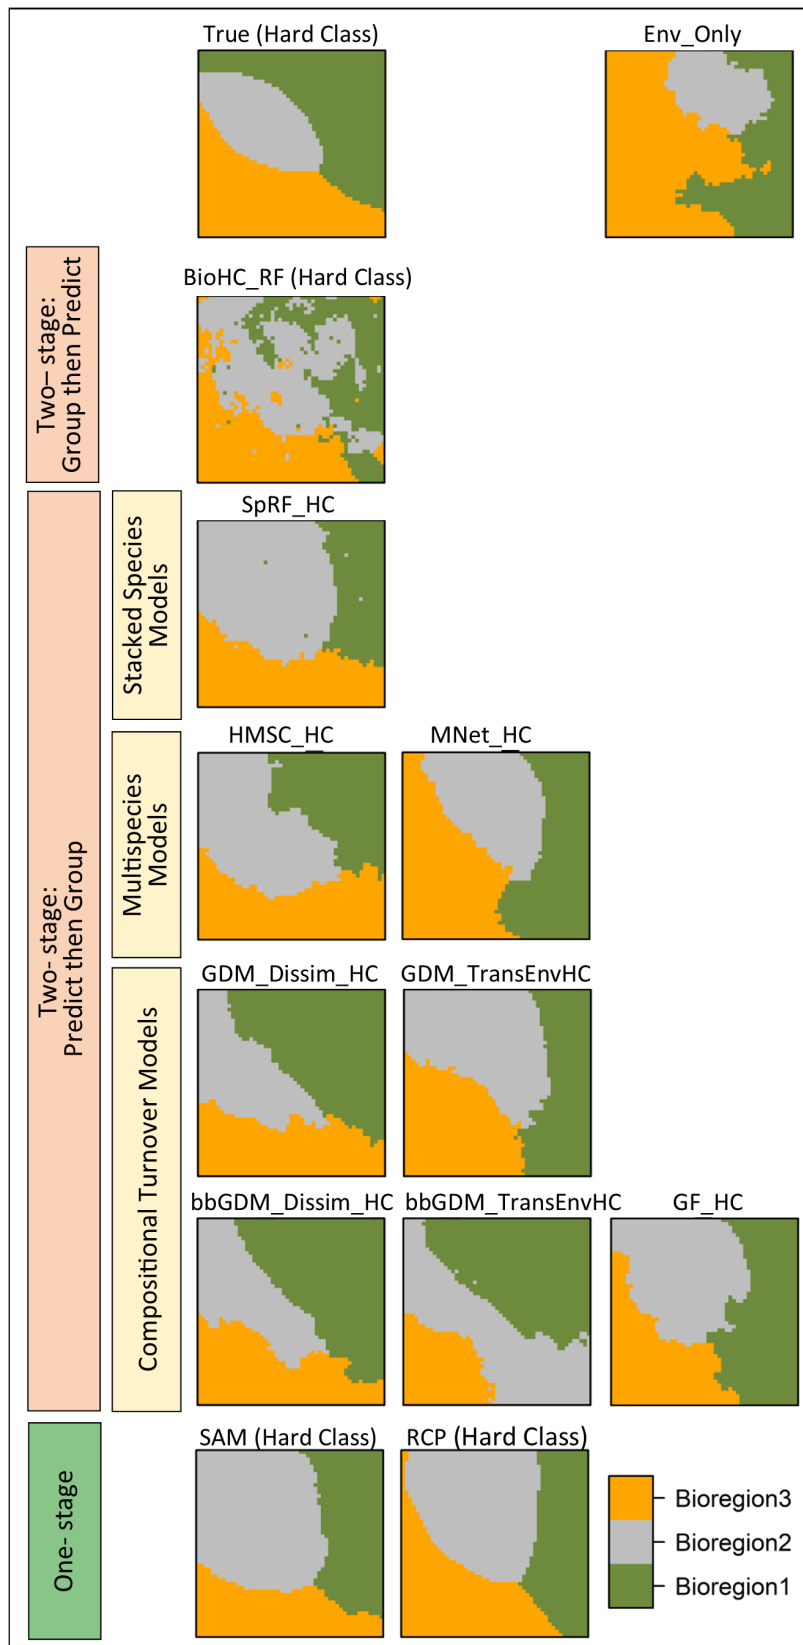 True (Hard Class)
Env_Only
Two– stage:
Group then Predict
BioHC_RF (Hard Class)
Two- stage:
Predict then Group
Stacked Species
Models
SpRF_HC
Multispecies
Models
HMSC_HC
MNet_HC
Compositional Turnover Models
GDM_Dissim_HC
GDM_TransEnvHC
bbGDM_Dissim_HC
bbGDM_TransEnvHC
GF_HC
One- stage
SAM (Hard Class)
RCP (Hard Class)
Bioregion3
Bioregion2
Bioregion1